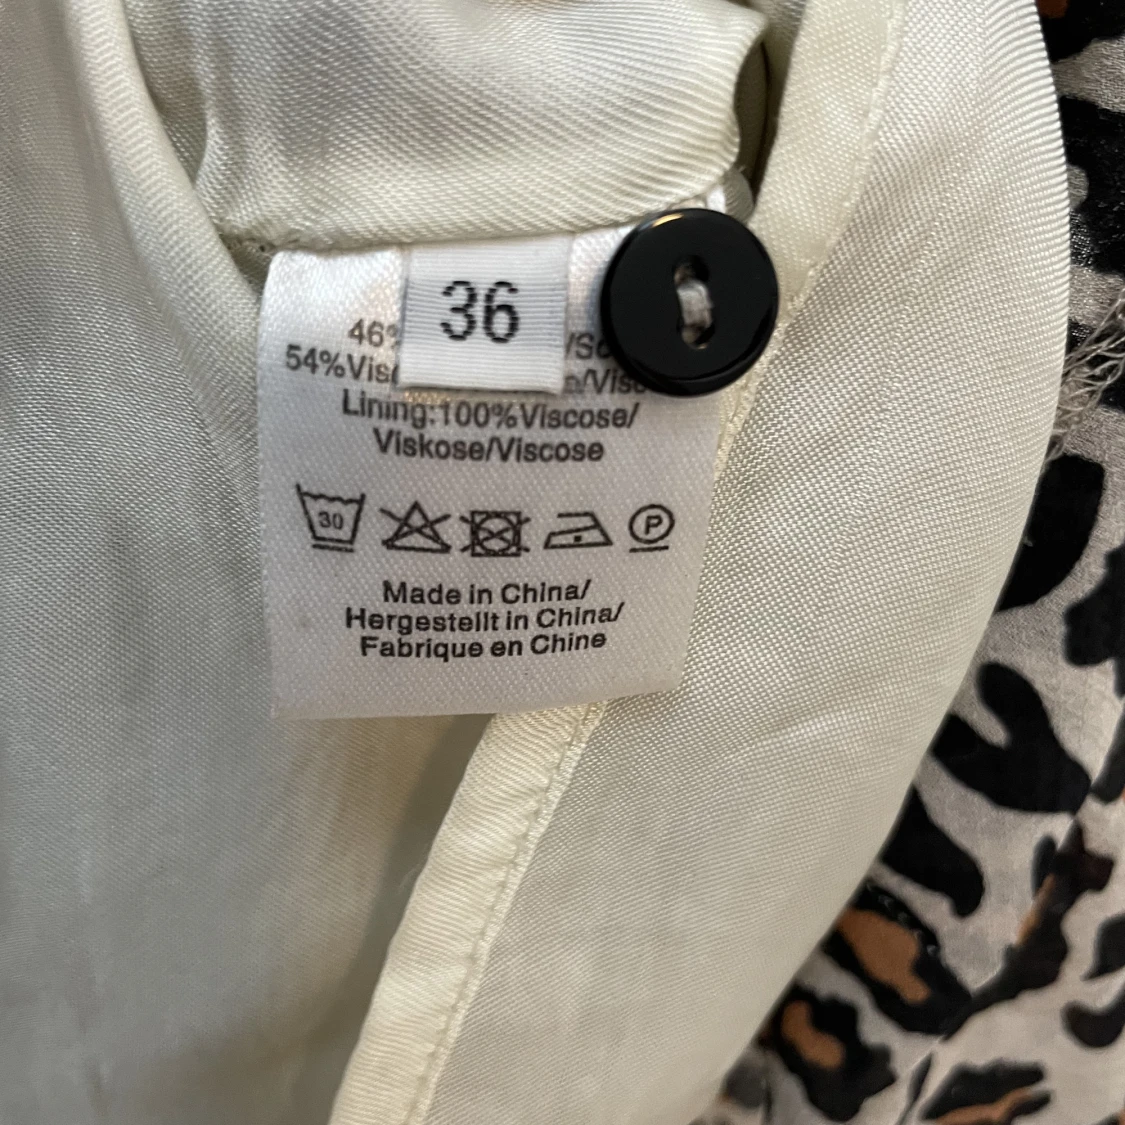 36
46%
54%Vis
Lining:100%Viscose/
Viskose/Viscose
30
P
Made in China/
Hergestellt in China/
Fabrique en Chine